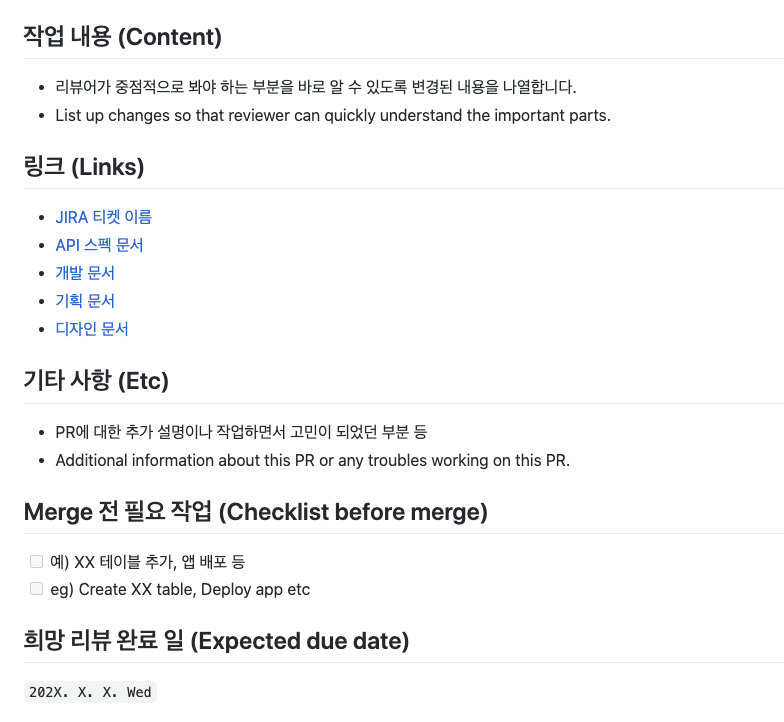 작업 내용 (Content)
리뷰어가 중점적으로 봐야 하는 부분을 바로 알 수 있도록 변경된 내용을 나열합니다.
List up changes so that reviewer can quickly understand the important parts.
링크 (Links)
JIRA 티켓 이름
API 스펙 문서
개발 문서
기획 문서
디자인 문서
기타 사항 (Etc)
PR에 대한 추가 설명이나 작업하면서 고민이 되었던 부분 등
Additional information about this PR or any troubles working on this PR.
Merge 전 필요 작업 (Checklist before merge)
예) XX 테이블 추가, 앱 배포 등
eg) Create XX table, Deploy app etc
희망 리뷰 완료 일 (Expected due date)
202X. X. X. Wed